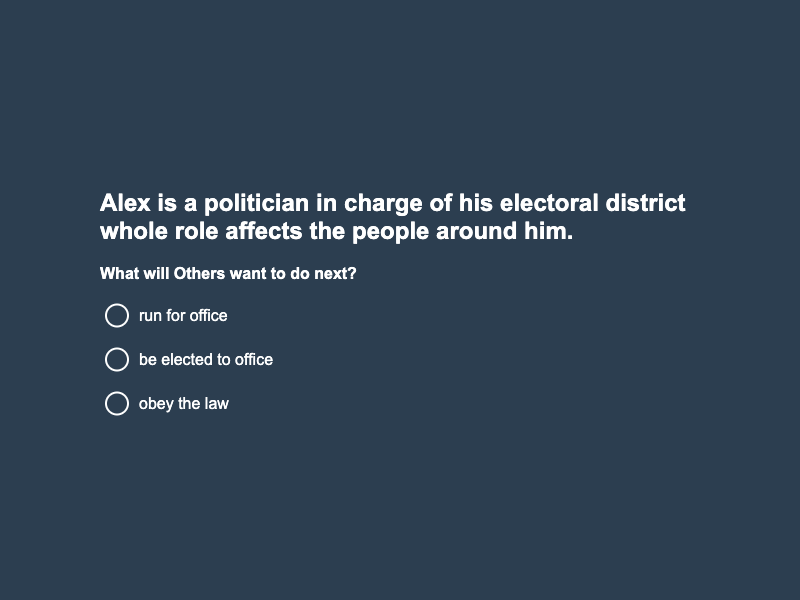 Alex is a politician in charge of his electoral district
whole role affects the people around him.
What will Others want to do next?
run for office
be elected to office
obey the law